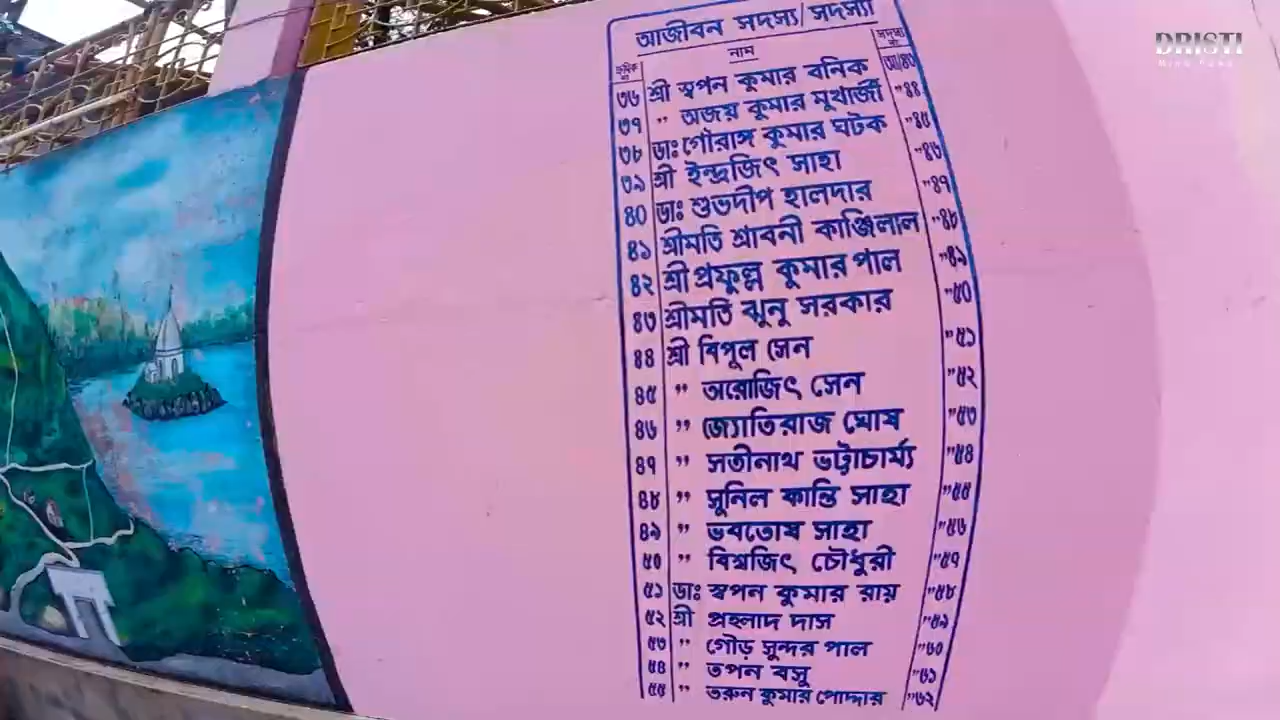 DRISTI
আজীবন সদস্য/সদস্যা
ক্রমিক নং নাম সদস্য নং
৩৬ শ্রী স্বপন কুমার বনিক আ/৪০
৩৭ " অজয় কুমার মুখার্জী "৪৪
৩৮ ডাঃ গৌরাঙ্গ কুমার ঘটক "৪৫
৩৯ শ্রী ইন্দ্রজিৎ সাহা "৪৬
৪০ ডাঃ শুভদীপ হালদার "৪৭
৪১ শ্রীমতি শ্রাবনী কাঞ্জিলাল "৪৮
৪২ শ্রী প্রফুল্ল কুমার পাল "৪৯
৪৩ শ্রীমতি ঝুনু সরকার "৫০
৪৪ শ্রী বিপুল সেন "৫১
৪৫ " অরোজিৎ সেন "৫২
৪৬ " জ্যোতিরাজ ঘোষ "৫৩
৪৭ " সতীনাথ ভট্টাচার্য্য "৫৪
৪৮ " সুনিল কান্তি সাহা "৫৫
৪৯ " ভবতোষ সাহা "৫৬
৫০ " বিশ্বজিৎ চৌধুরী "৫৭
৫১ ডাঃ স্বপন কুমার রায় "৫৮
৫২ শ্রী প্রহ্লাদ দাস "৫৯
৫৩ " গৌড় সুন্দর পাল "৬০
৫৪ " তপন বসু "৬১
৫৫ " তরুন কুমার পোদ্দার "৬২